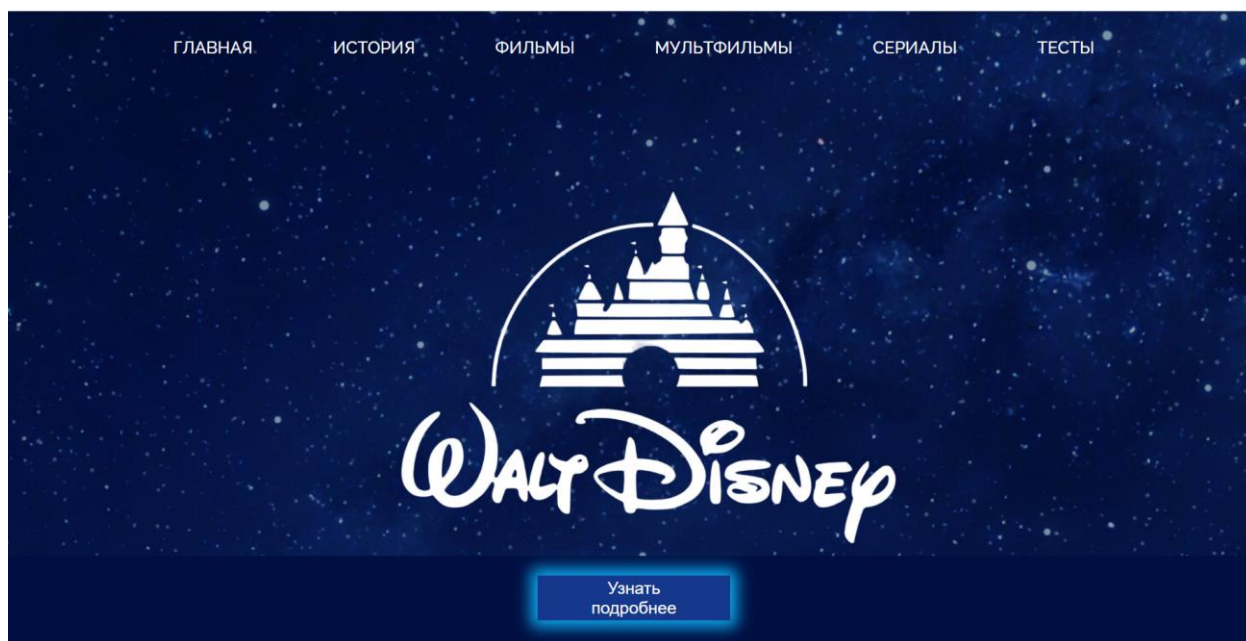 ГЛАВНАЯ ИСТОРИЯ ФИЛЬМЫ МУЛЬТФИЛЬМЫ СЕРИАЛЫ ТЕСТЫ
WALT DISNEY
Узнать
подробнее